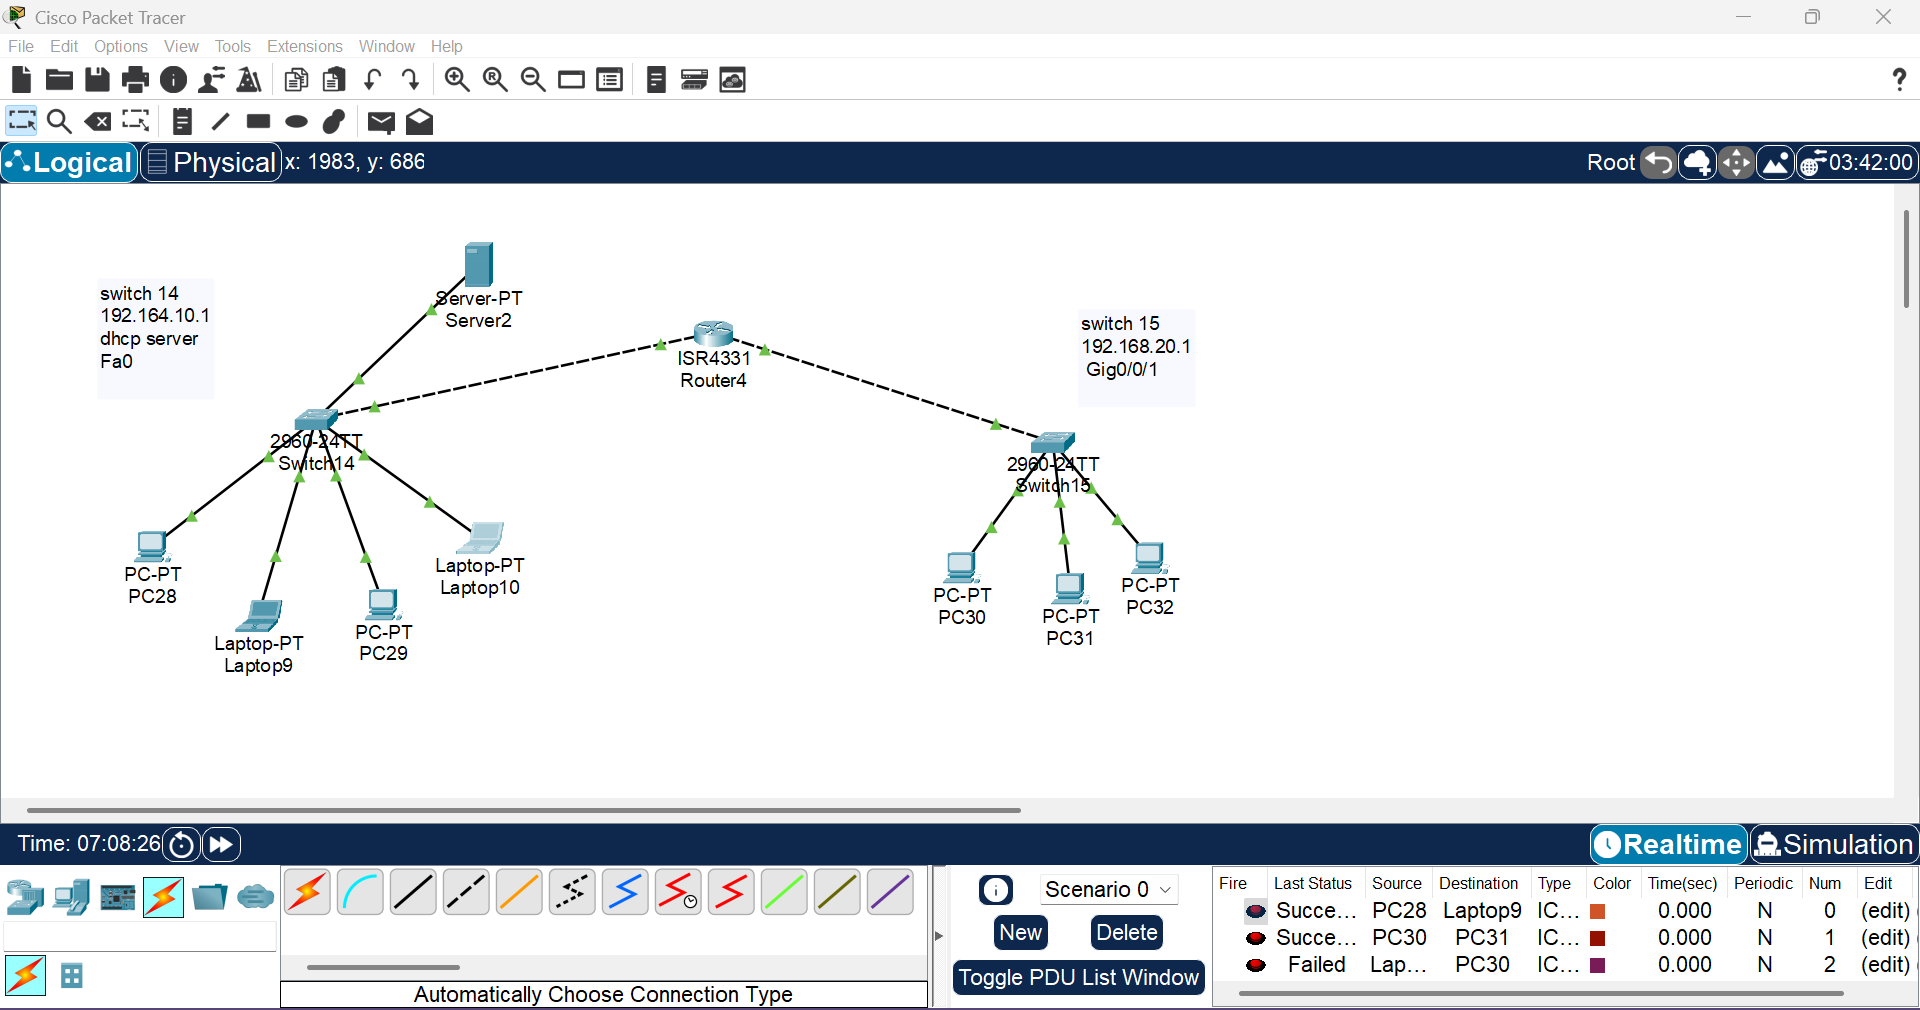 Cisco Packet Tracer
File Edit Options View Tools Extensions Window Help
Logical Physical x: 1983, y: 686 Root 03:42:00
switch 14
192.164.10.1
dhcp server
Fa0
Server-PT
Server2
ISR4331
Router4
switch 15
192.168.20.1
Gig0/0/1
2960-24TT
Switch14
2960-24TT
Switch15
PC-PT
PC28
Laptop-PT
Laptop9
PC-PT
PC29
Laptop-PT
Laptop10
PC-PT
PC30
PC-PT
PC31
PC-PT
PC32
Time: 07:08:26 Realtime Simulation
Scenario 0
New Delete
Toggle PDU List Window
Automatically Choose Connection Type
Fire Last Status Source Destination Type Color Time(sec) Periodic Num Edit
Succe... PC28 Laptop9 IC... 0.000 N 0 (edit)
Succe... PC30 PC31 IC... 0.000 N 1 (edit)
Failed Lap... PC30 IC... 0.000 N 2 (edit)